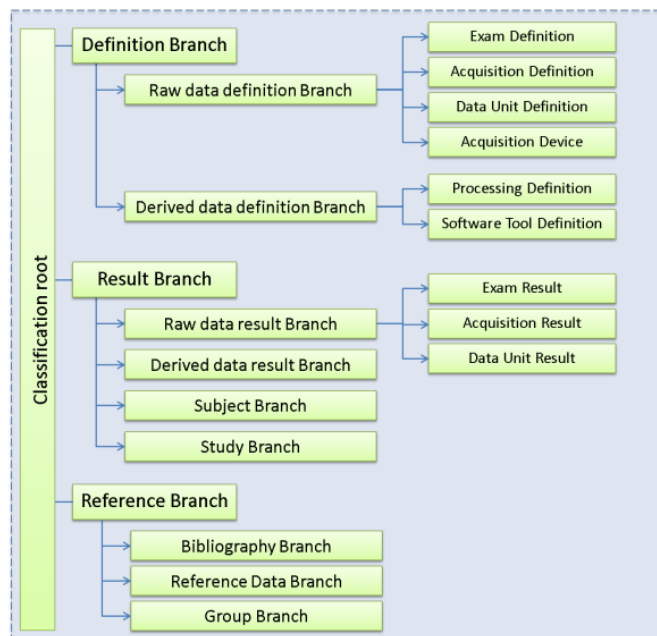 Classification root
Definition Branch
Raw data definition Branch
Exam Definition
Acquisition Definition
Data Unit Definition
Acquisition Device
Derived data definition Branch
Processing Definition
Software Tool Definition
Result Branch
Raw data result Branch
Exam Result
Acquisition Result
Data Unit Result
Derived data result Branch
Subject Branch
Study Branch
Reference Branch
Bibliography Branch
Reference Data Branch
Group Branch